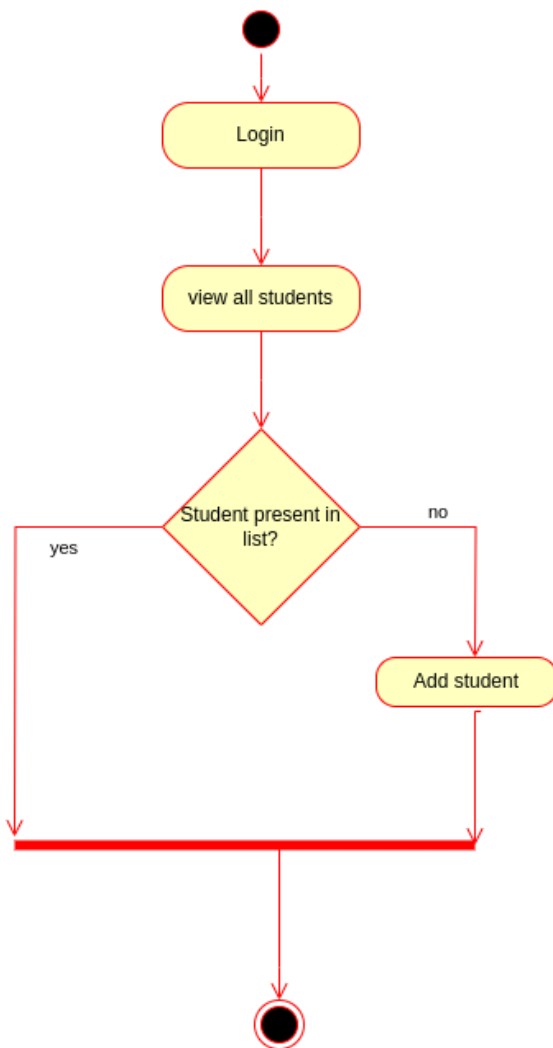 Login
view all students
Student present in
list?
no
yes
Add student